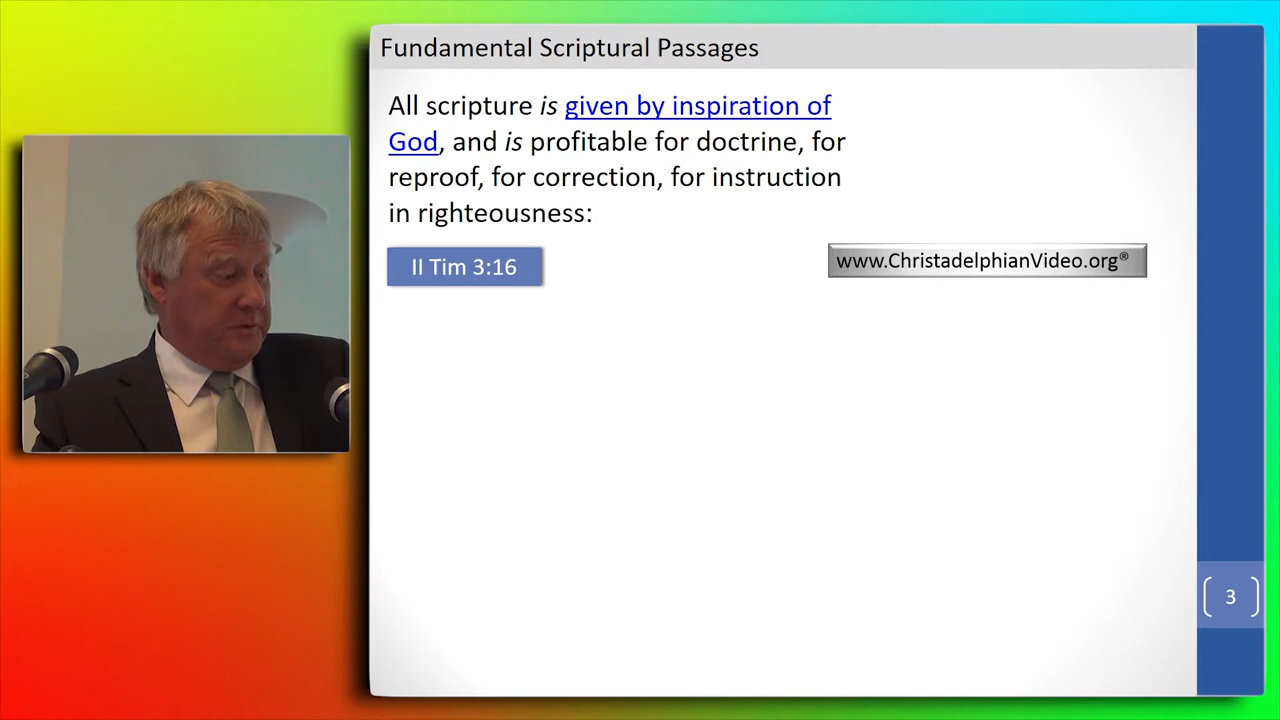 Fundamental Scriptural Passages
All scripture is given by inspiration of
God, and is profitable for doctrine, for
reproof, for correction, for instruction
in righteousness:
II Tim 3:16
www.ChristadelphianVideo.org®
3